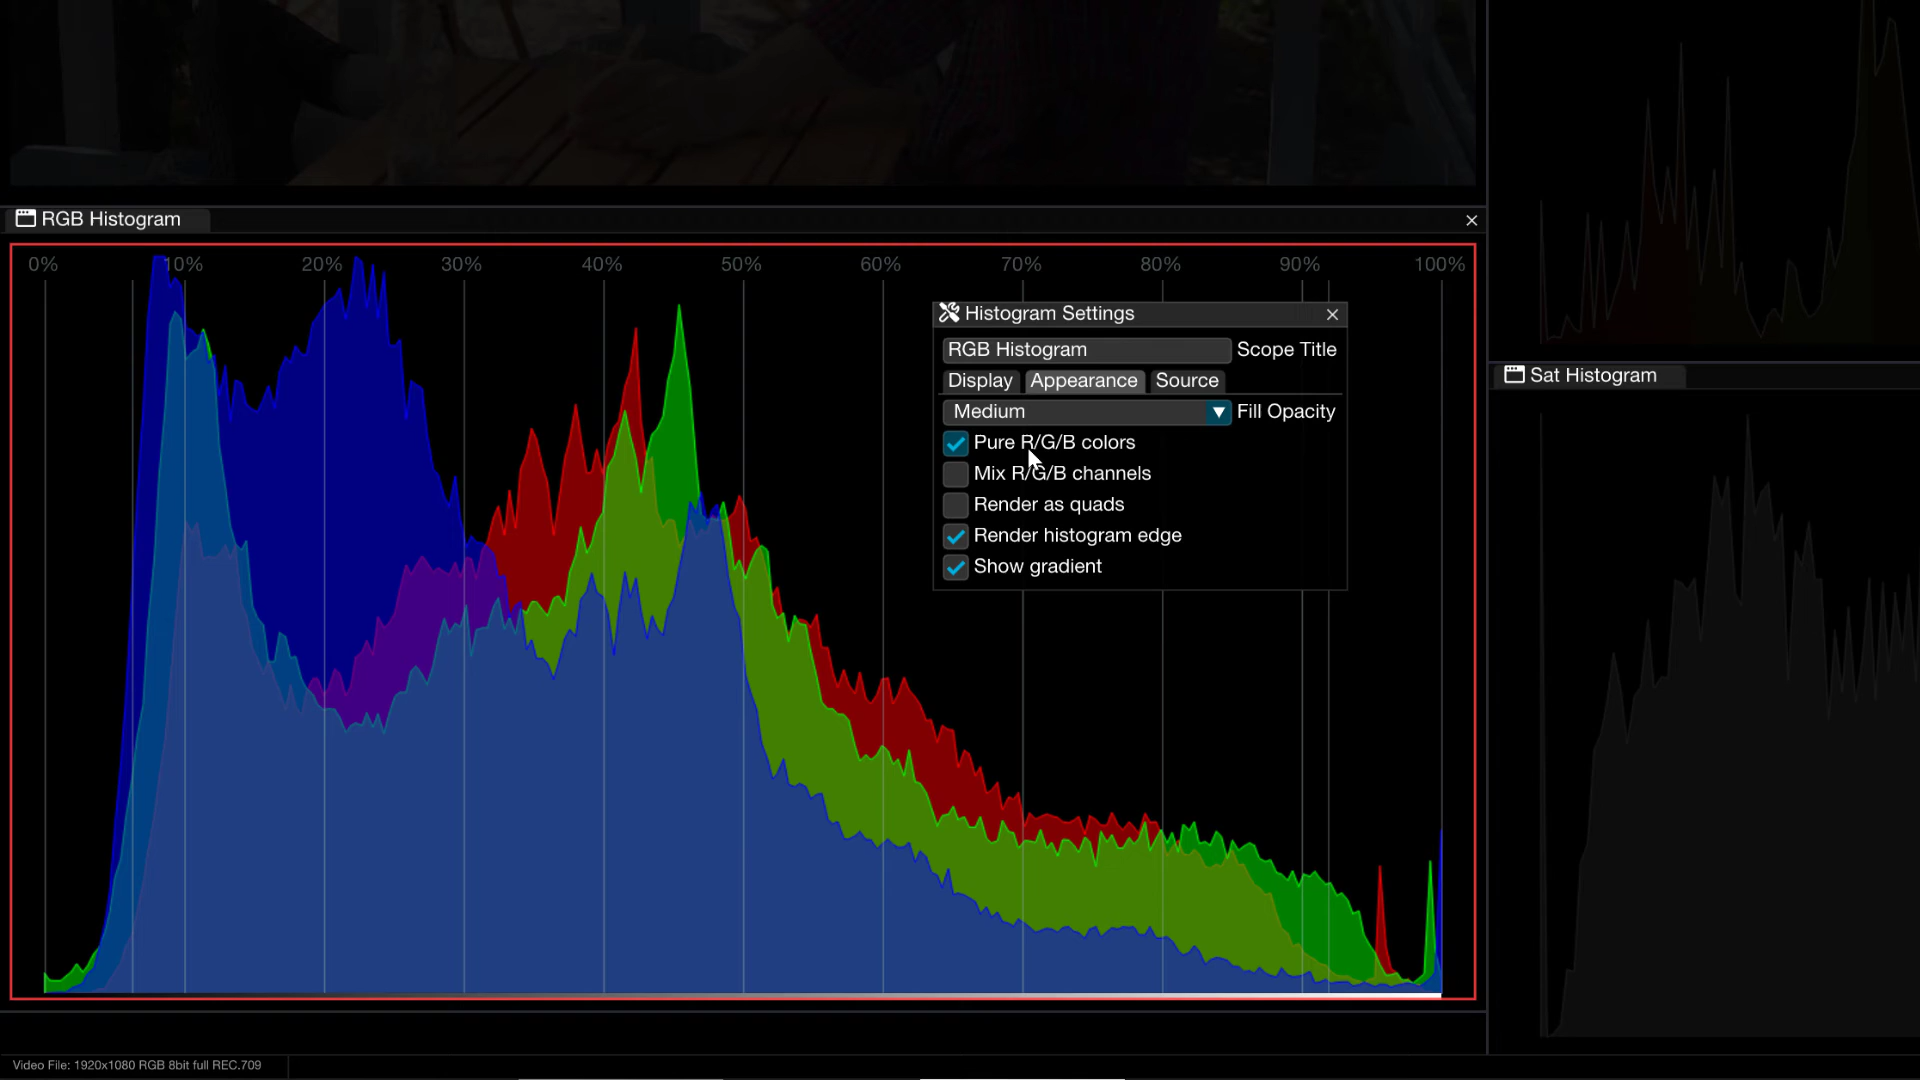 RGB Histogram
0% 10% 20% 30% 40% 50% 60% 70% 80% 90% 100%
Histogram Settings
RGB Histogram Scope Title
Display Appearance Source
Medium Fill Opacity
Pure R/G/B colors
Mix R/G/B channels
Render as quads
Render histogram edge
Show gradient
Sat Histogram
Video File: 1920x1080 RGB 8bit full REC.709